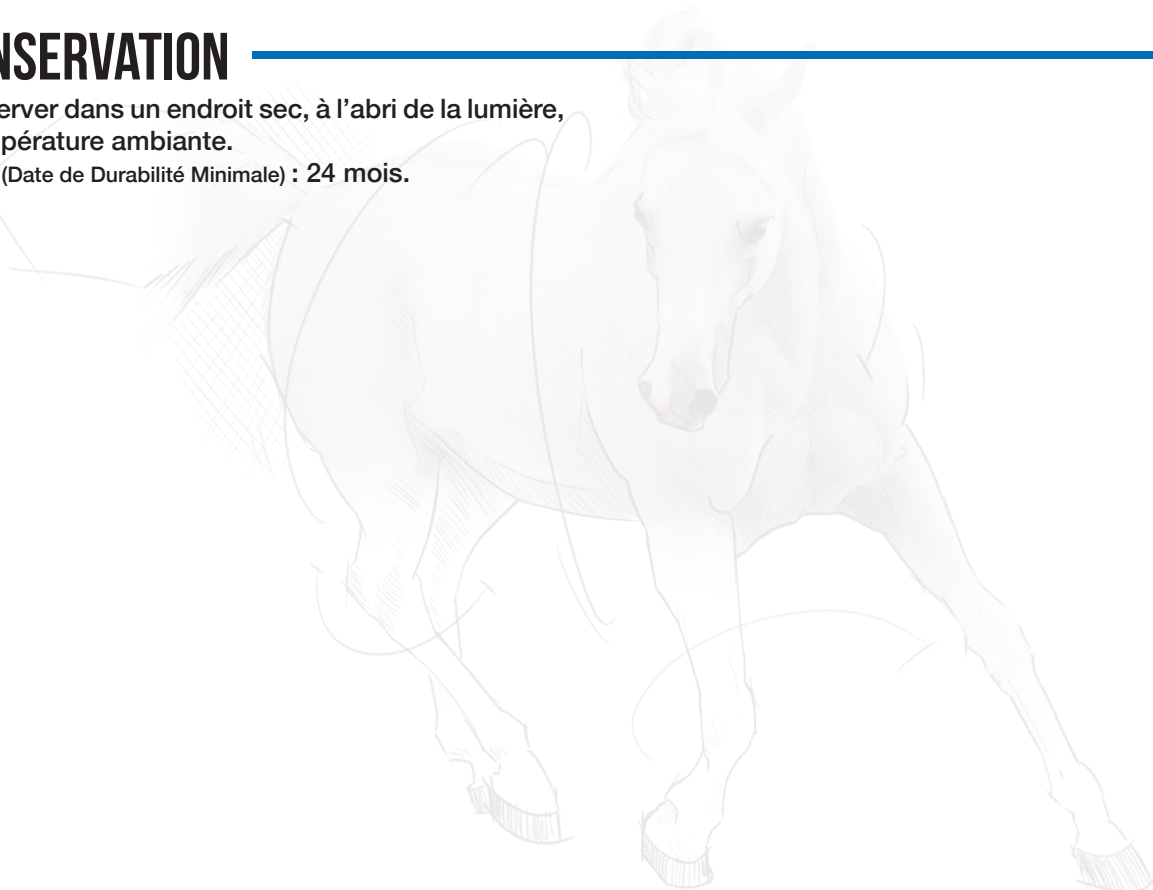 NSERVATION
erver dans un endroit sec, à l’abri de la lumière,
pérature ambiante.
(Date de Durabilité Minimale) : 24 mois.